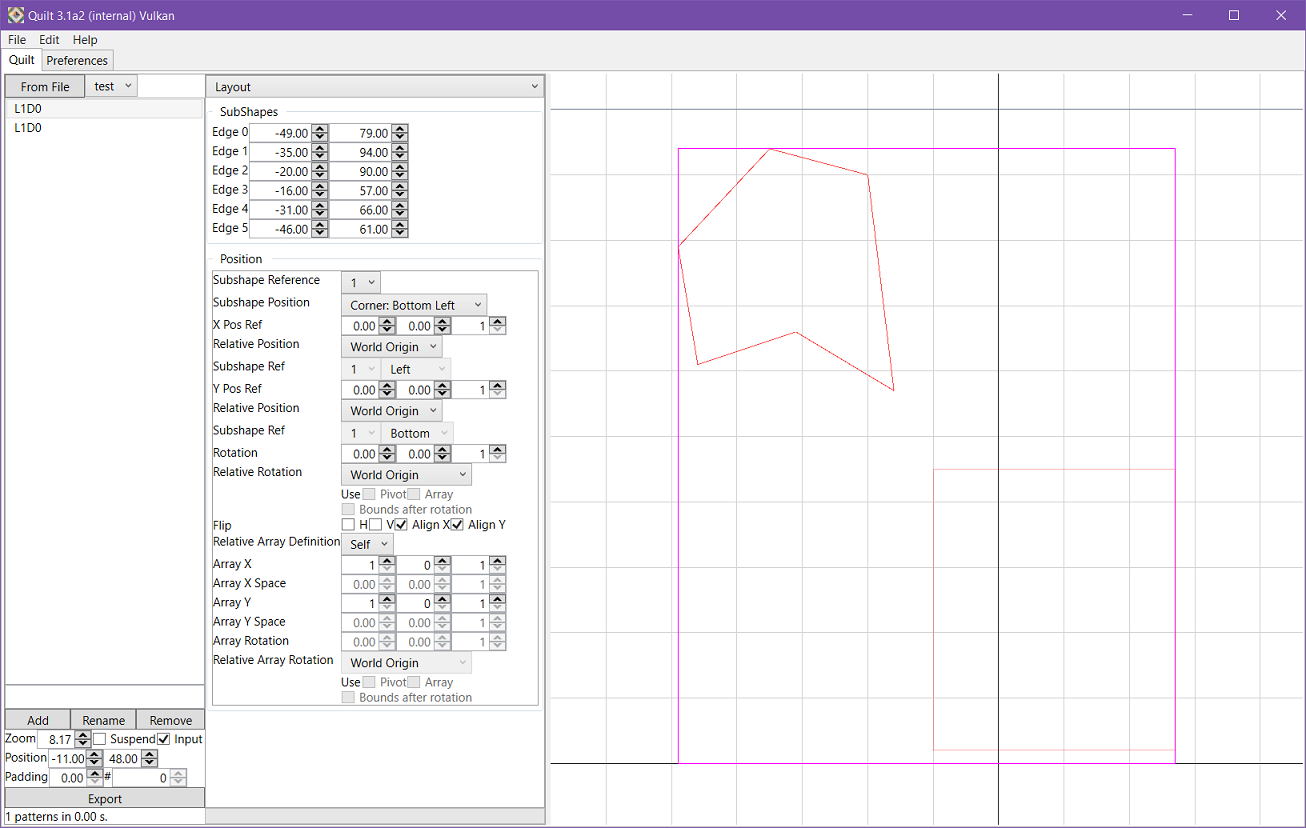 Quilt 3.1a2 (internal) Vulkan
File Edit Help
Quilt Preferences
From File test Layout
L1D0
L1D0
SubShapes
Edge 0 -49.00 79.00
Edge 1 -35.00 94.00
Edge 2 -20.00 90.00
Edge 3 -16.00 57.00
Edge 4 -31.00 66.00
Edge 5 -46.00 61.00
Position
Subshape Reference 1
Subshape Position Corner: Bottom Left
X Pos Ref 0.00 0.00 1
Relative Position World Origin
Subshape Ref 1 Left
Y Pos Ref 0.00 0.00 1
Relative Position World Origin
Subshape Ref 1 Bottom
Rotation 0.00 0.00 1
Relative Rotation World Origin
Use Pivot Array
Bounds after rotation
Flip H V Align X Align Y
Relative Array Definition Self
Array X 1 0 1
Array X Space 0.00 0.00 1
Array Y 1 0 1
Array Y Space 0.00 0.00 1
Array Rotation 0.00 0.00 1
Relative Array Rotation World Origin
Use Pivot Array
Bounds after rotation
Add Rename Remove
Zoom 8.17 Suspend Input
Position -11.00 48.00
Padding 0.00 # 0
Export
1 patterns in 0.00 s.